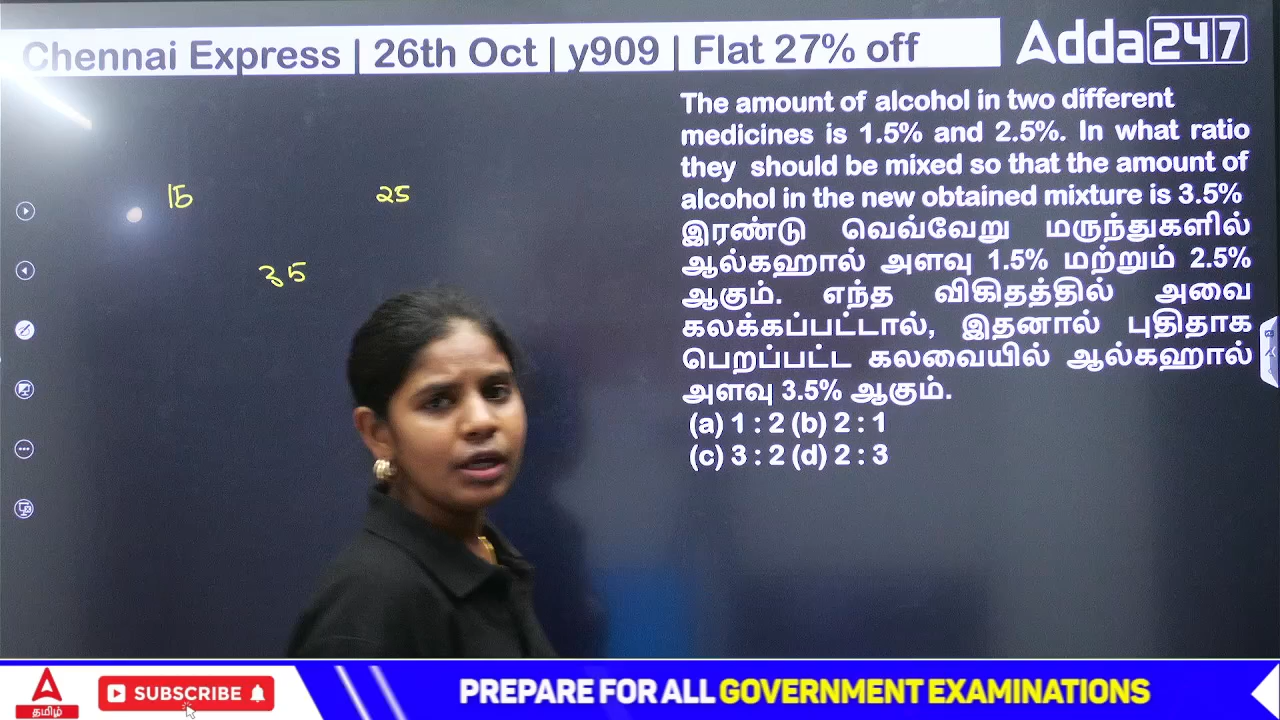 Chennai Express | 26th Oct | y909 | Flat 27% off
Adda247
The amount of alcohol in two different
medicines is 1.5% and 2.5%. In what ratio
they should be mixed so that the amount of
alcohol in the new obtained mixture is 3.5%
இரண்டு வெவ்வேறு மருந்துகளில்
ஆல்கஹால் அளவு 1.5% மற்றும் 2.5%
ஆகும். எந்த விகிதத்தில் அவை
கலக்கப்பட்டால், இதனால் புதிதாக
பெறப்பட்ட கலவையில் ஆல்கஹால்
அளவு 3.5% ஆகும்.
(a) 1 : 2 (b) 2 : 1
(c) 3 : 2 (d) 2 : 3
15 25
35
தமிழ்
SUBSCRIBE
PREPARE FOR ALL GOVERNMENT EXAMINATIONS